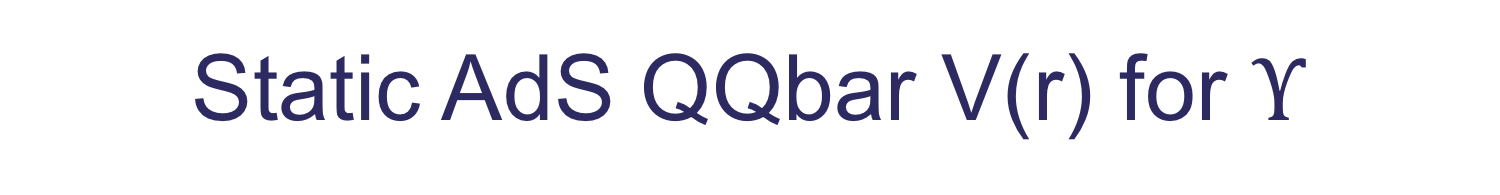 Static AdS QQbar V(r) for ϒ